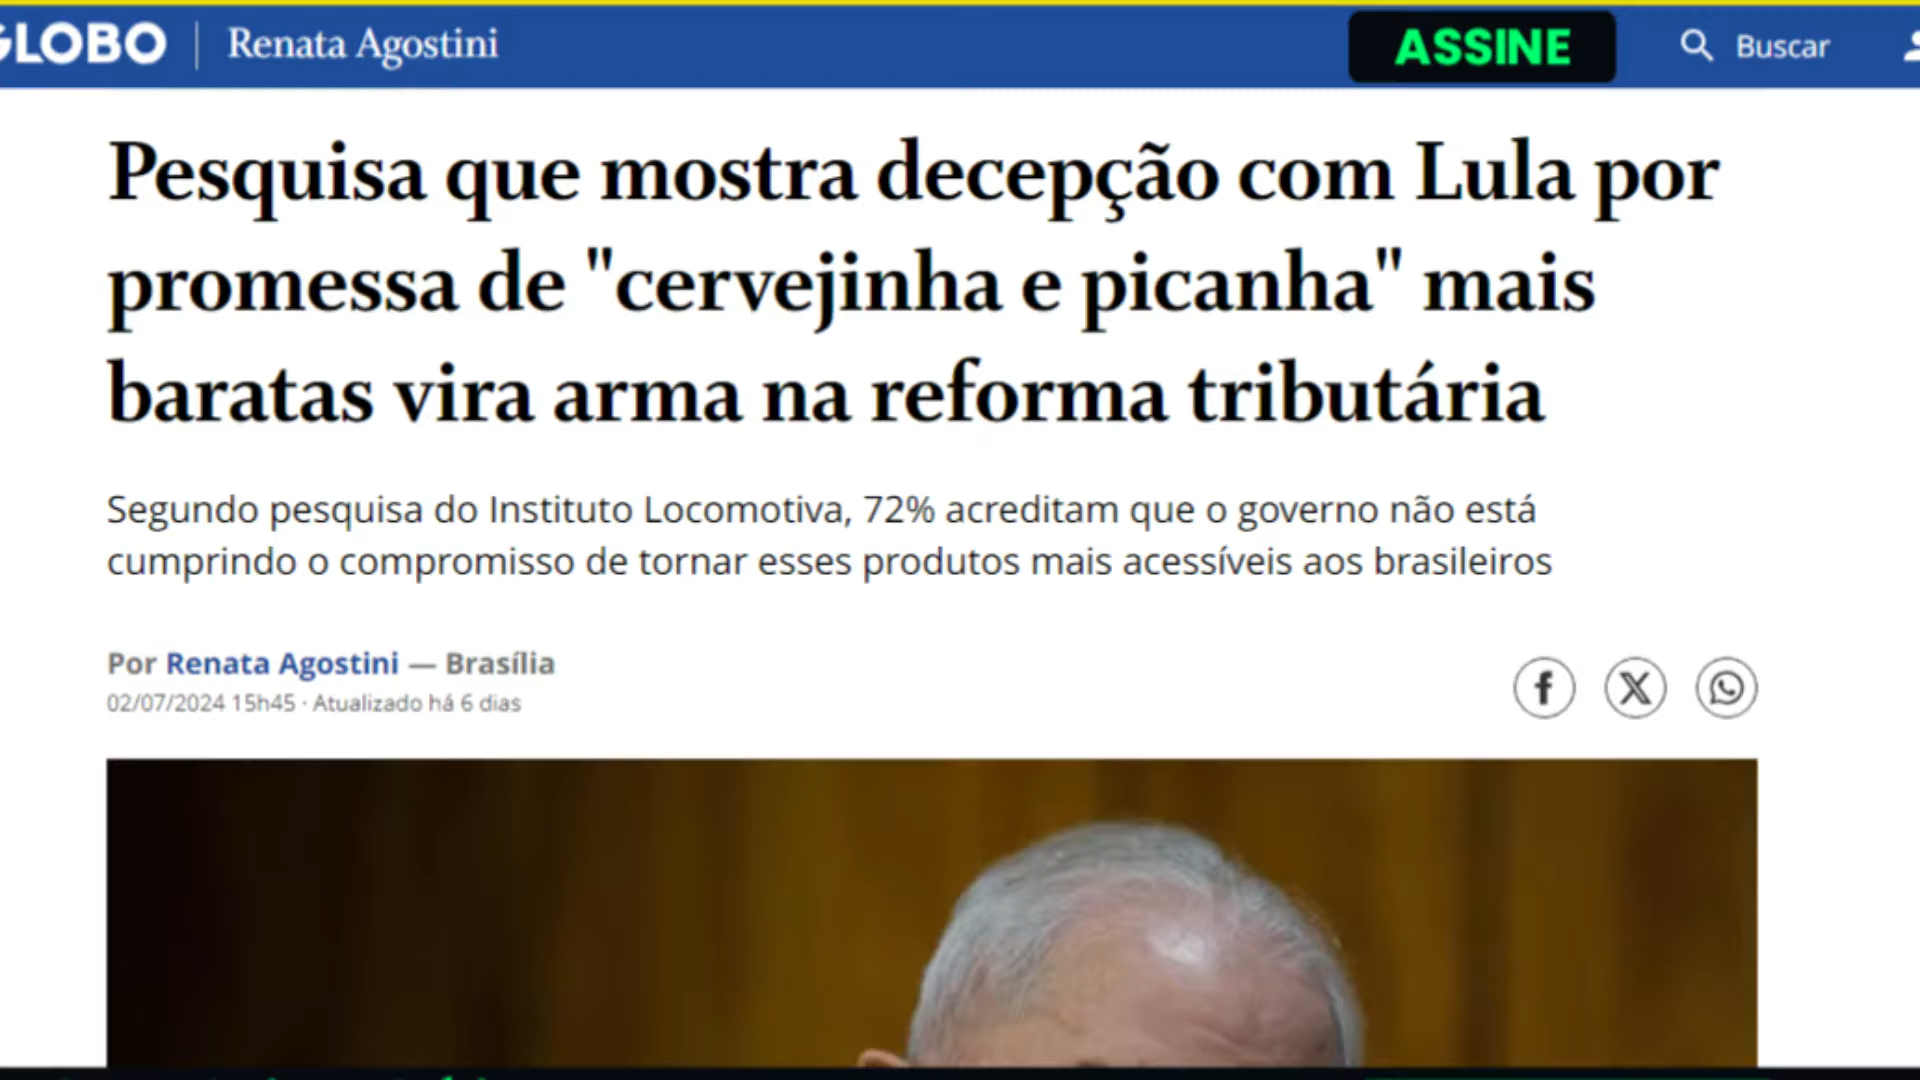 GLOBO | Renata Agostini
ASSINE
Buscar
Pesquisa que mostra decepção com Lula por
promessa de "cervejinha e picanha" mais
baratas vira arma na reforma tributária
Segundo pesquisa do Instituto Locomotiva, 72% acreditam que o governo não está
cumprindo o compromisso de tornar esses produtos mais acessíveis aos brasileiros
Por Renata Agostini — Brasília
02/07/2024 15h45 · Atualizado há 6 dias